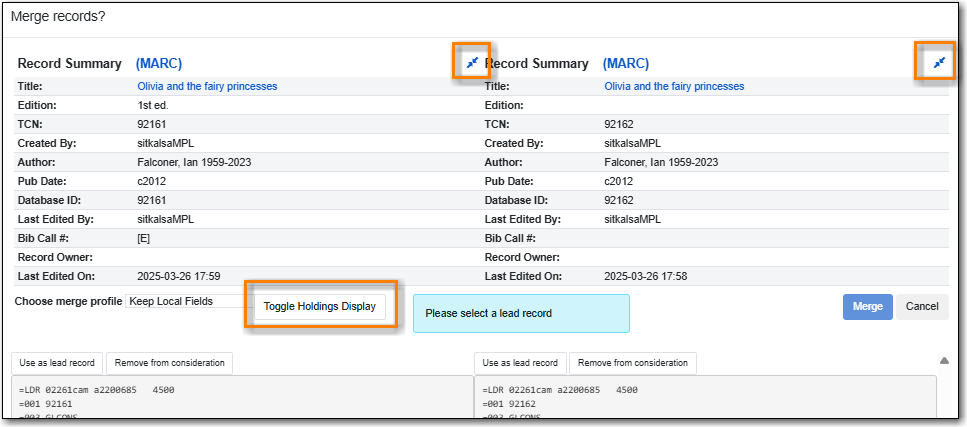 Merge records?
Record Summary (MARC) Record Summary (MARC)
Title: Olivia and the fairy princesses Title: Olivia and the fairy princesses
Edition: 1st ed. Edition:
TCN: 92161 TCN: 92162
Created By: sitkalsaMPL Created By: sitkalsaMPL
Author: Falconer, Ian 1959-2023 Author: Falconer, Ian 1959-2023
Pub Date: c2012 Pub Date: c2012
Database ID: 92161 Database ID: 92162
Last Edited By: sitkalsaMPL Last Edited By: sitkalsaMPL
Bib Call #: [E] Bib Call #:
Record Owner: Record Owner:
Last Edited On: 2025-03-26 17:59 Last Edited On: 2025-03-26 17:58
Choose merge profile Keep Local Fields Toggle Holdings Display Please select a lead record Merge Cancel
Use as lead record Remove from consideration Use as lead record Remove from consideration
=LDR 02261cam a2200685   4500 =LDR 02261cam a2200685   4500
=001 92161 =001 92162
=003 GLCONS =003 GLCONS